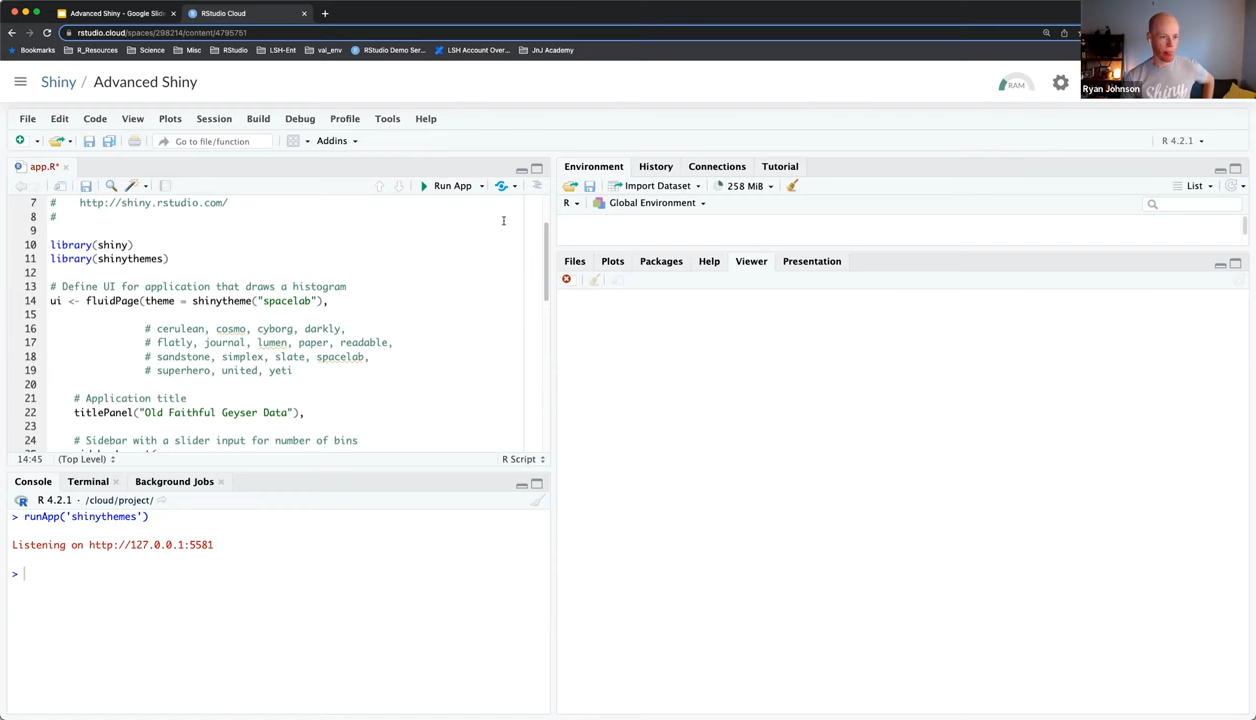 Advanced Shiny - Google Slid
RStudio Cloud
rstudio.cloud/spaces/298214/content/4795751
Bookmarks
R_Resources
Science
Misc
RStudio
LSH-Ent
val_env
RStudio Demo Ser...
LSH Account Over...
JnJ Academy
Shiny / Advanced Shiny
RAM
Shiny
Ryan Johnson
File Edit Code View Plots Session Build Debug Profile Tools Help
Go to file/function
Addins
R 4.2.1
app.R*
Run App
7 # http://shiny.rstudio.com/
8 #
9
10 library(shiny)
11 library(shinythemes)
12
13 # Define UI for application that draws a histogram
14 ui <- fluidPage(theme = shinytheme("spacelab"),
15
16 # cerulean, cosmo, cyborg, darkly,
17 # flatly, journal, lumen, paper, readable,
18 # sandstone, simplex, slate, spacelab,
19 # superhero, united, yeti
20
21 # Application title
22 titlePanel("Old Faithful Geyser Data"),
23
24 # Sidebar with a slider input for number of bins
14:45 (Top Level) R Script
Console Terminal Background Jobs
R 4.2.1 · /cloud/project/
> runApp('shinythemes')
Listening on http://127.0.0.1:5581
>
Environment History Connections Tutorial
Import Dataset 258 MiB List
R Global Environment
Files Plots Packages Help Viewer Presentation